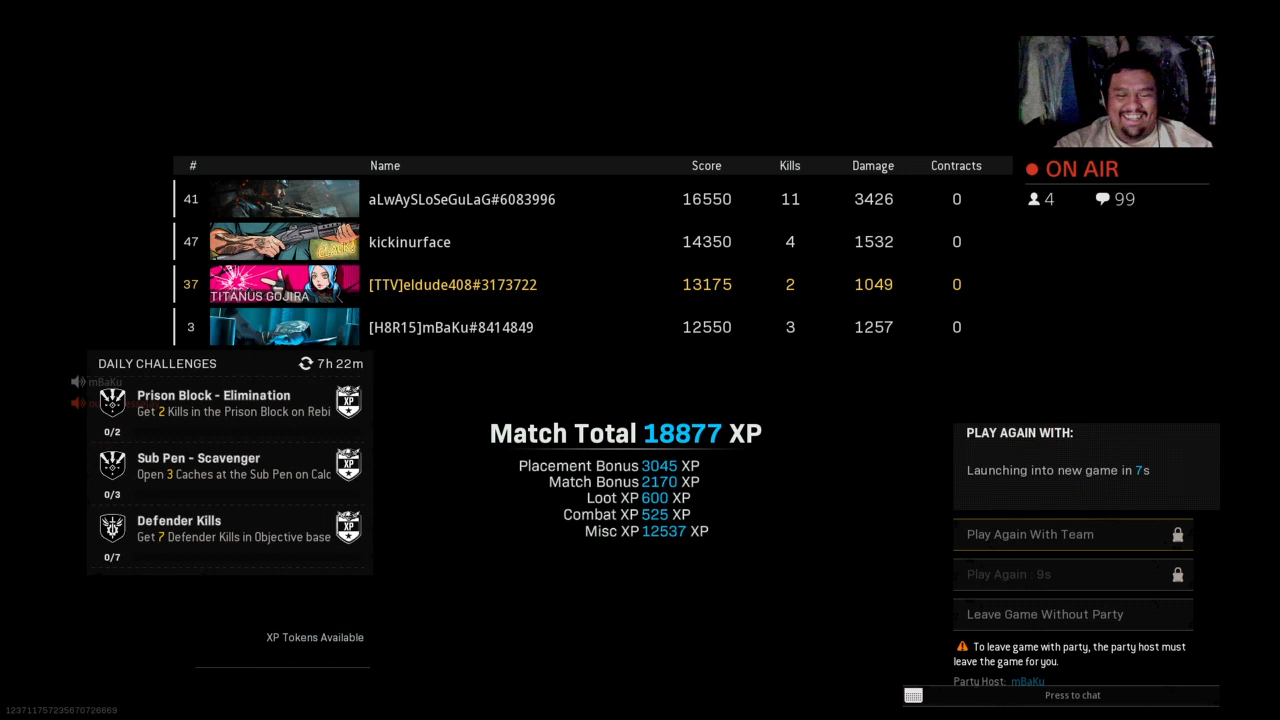 # Name Score Kills Damage Contracts
41 aLwAySLoSeGuLaG#6083996 16550 11 3426 0
47 kickinurface 14350 4 1532 0
37 TITANUS GOJIRA [TTV]eldude408#3173722 13175 2 1049 0
3 [H8R15]mBaKu#8414849 12550 3 1257 0
ON AIR
4 99
DAILY CHALLENGES 7h 22m
mBaKu
Prison Block - Elimination
Get 2 Kills in the Prison Block on Rebi
XP
0/2
Sub Pen - Scavenger
Open 3 Caches at the Sub Pen on Calc
XP
0/3
Defender Kills
Get 7 Defender Kills in Objective base
XP
0/7
XP Tokens Available
Match Total 18877 XP
Placement Bonus 3045 XP
Match Bonus 2170 XP
Loot XP 600 XP
Combat XP 525 XP
Misc XP 12537 XP
PLAY AGAIN WITH:
Launching into new game in 7s
Play Again With Team
Play Again : 9s
Leave Game Without Party
To leave game with party, the party host must
leave the game for you.
Party Host: mBaKu
Press to chat